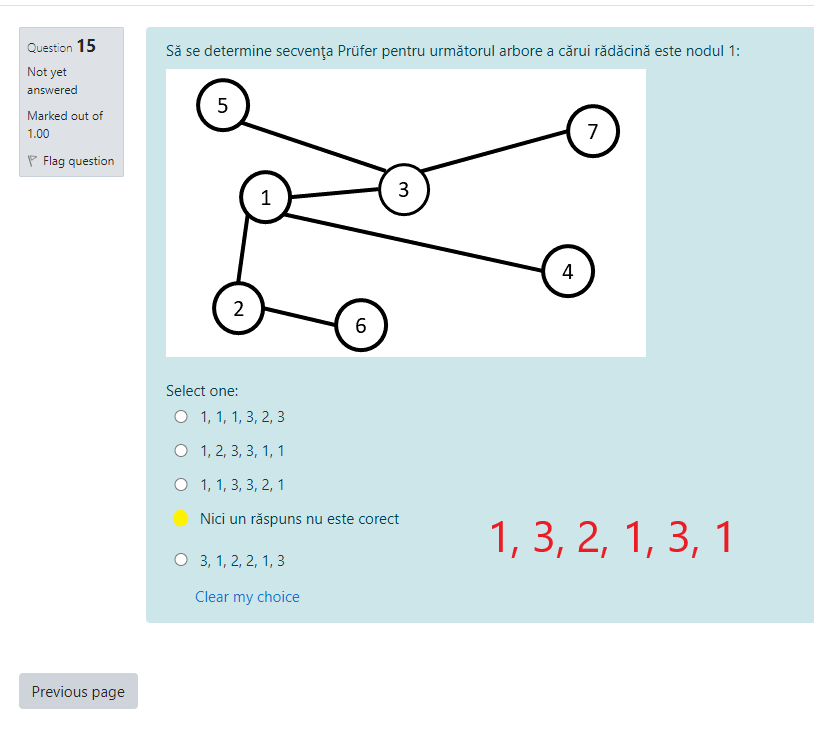 Question 15
Not yet
answered
Marked out of
1.00
Flag question
Să se determine secvenţa Prüfer pentru următorul arbore a cărui rădăcină este nodul 1:
5
7
1
3
4
2
6
Select one:
1, 1, 1, 3, 2, 3
1, 2, 3, 3, 1, 1
1, 1, 3, 3, 2, 1
Nici un răspuns nu este corect
1, 3, 2, 1, 3, 1
3, 1, 2, 2, 1, 3
Clear my choice
Previous page